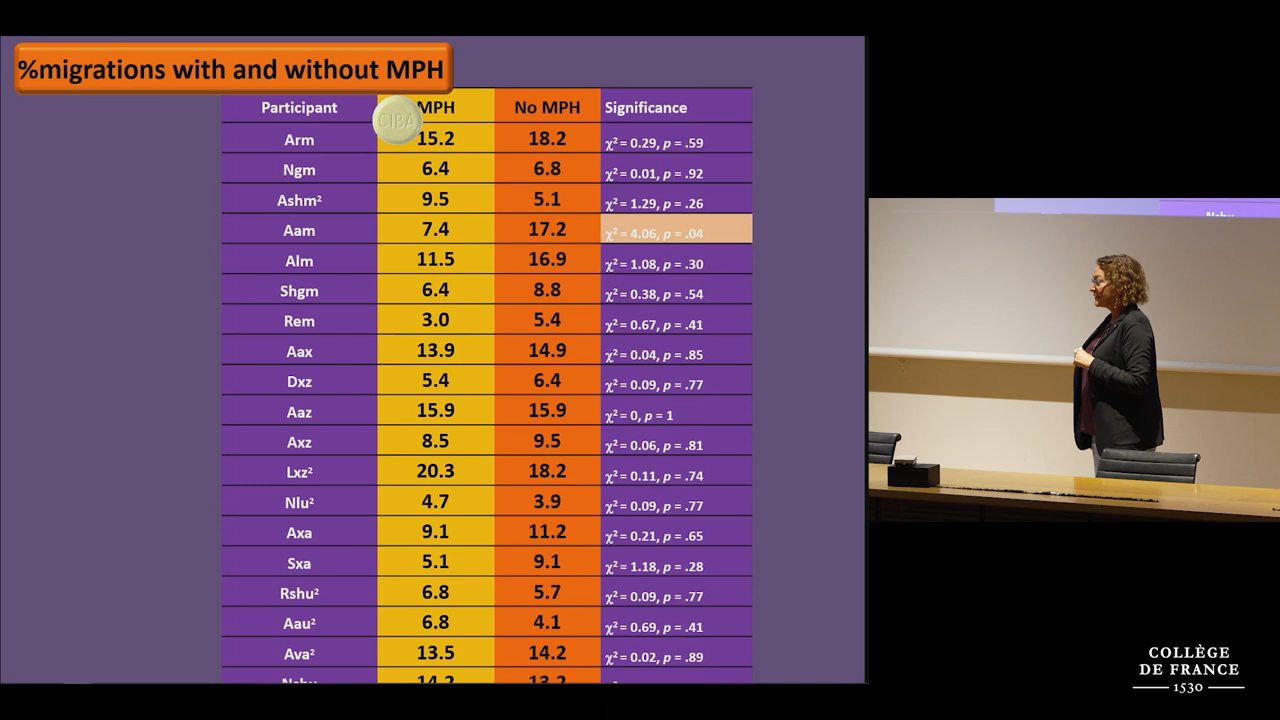 %migrations with and without MPH
Participant MPH No MPH Significance
CIBA
Arm 15.2 18.2 χ² = 0.29, p = .59
Ngm 6.4 6.8 χ² = 0.01, p = .92
Ashm² 9.5 5.1 χ² = 1.29, p = .26
Aam 7.4 17.2 χ² = 4.06, p = .04
Alm 11.5 16.9 χ² = 1.08, p = .30
Shgm 6.4 8.8 χ² = 0.38, p = .54
Rem 3.0 5.4 χ² = 0.67, p = .41
Aax 13.9 14.9 χ² = 0.04, p = .85
Dxz 5.4 6.4 χ² = 0.09, p = .77
Aaz 15.9 15.9 χ² = 0, p = 1
Axz 8.5 9.5 χ² = 0.06, p = .81
Lxz² 20.3 18.2 χ² = 0.11, p = .74
Nlu² 4.7 3.9 χ² = 0.09, p = .77
Axa 9.1 11.2 χ² = 0.21, p = .65
Sxa 5.1 9.1 χ² = 1.18, p = .28
Rshu² 6.8 5.7 χ² = 0.09, p = .77
Aau² 6.8 4.1 χ² = 0.69, p = .41
Ava² 13.5 14.2 χ² = 0.02, p = .89
14.2 13.2
COLLÈGE
DE FRANCE
1530